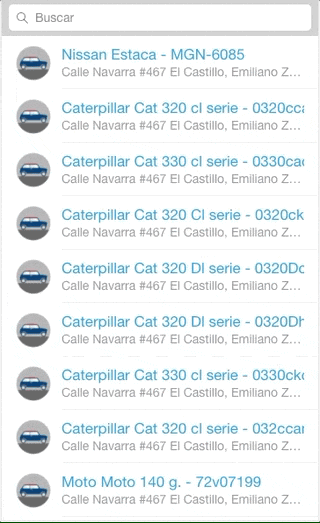 Buscar
Nissan Estaca - MGN-6085
Calle Navarra #467 El Castillo, Emiliano Z...
Caterpillar Cat 320 cl serie - 0320cca
Calle Navarra #467 El Castillo, Emiliano Z...
Caterpillar Cat 330 cl serie - 0330cac
Calle Navarra #467 El Castillo, Emiliano Z...
Caterpillar Cat 320 Cl serie - 0320ck
Calle Navarra #467 El Castillo, Emiliano Z...
Caterpillar Cat 320 Dl serie - 0320Dc
Calle Navarra #467 El Castillo, Emiliano Z...
Caterpillar Cat 320 Dl serie - 0320Dh
Calle Navarra #467 El Castillo, Emiliano Z...
Caterpillar Cat 330 cl serie - 0330ckc
Calle Navarra #467 El Castillo, Emiliano Z...
Caterpillar Cat 320 cl serie - 032ccar
Calle Navarra #467 El Castillo, Emiliano Z...
Moto Moto 140 g. - 72v07199
Calle Navarra #467 El Castillo, Emiliano Z...